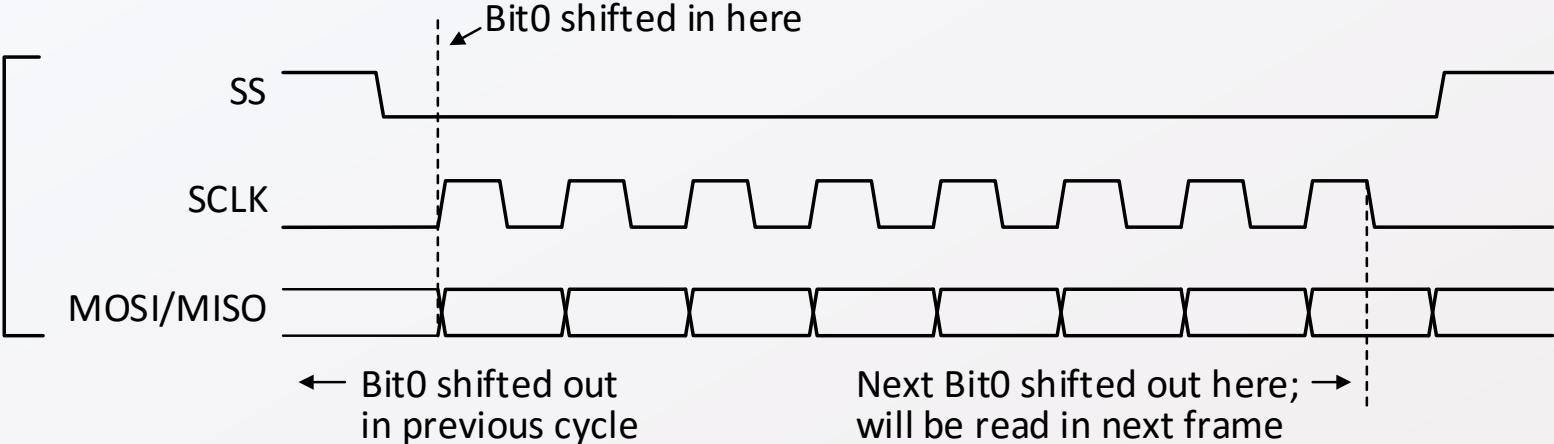 Bit0 shifted in here
SS
SCLK
MOSI/MISO
Bit0 shifted out
in previous cycle
Next Bit0 shifted out here;
will be read in next frame